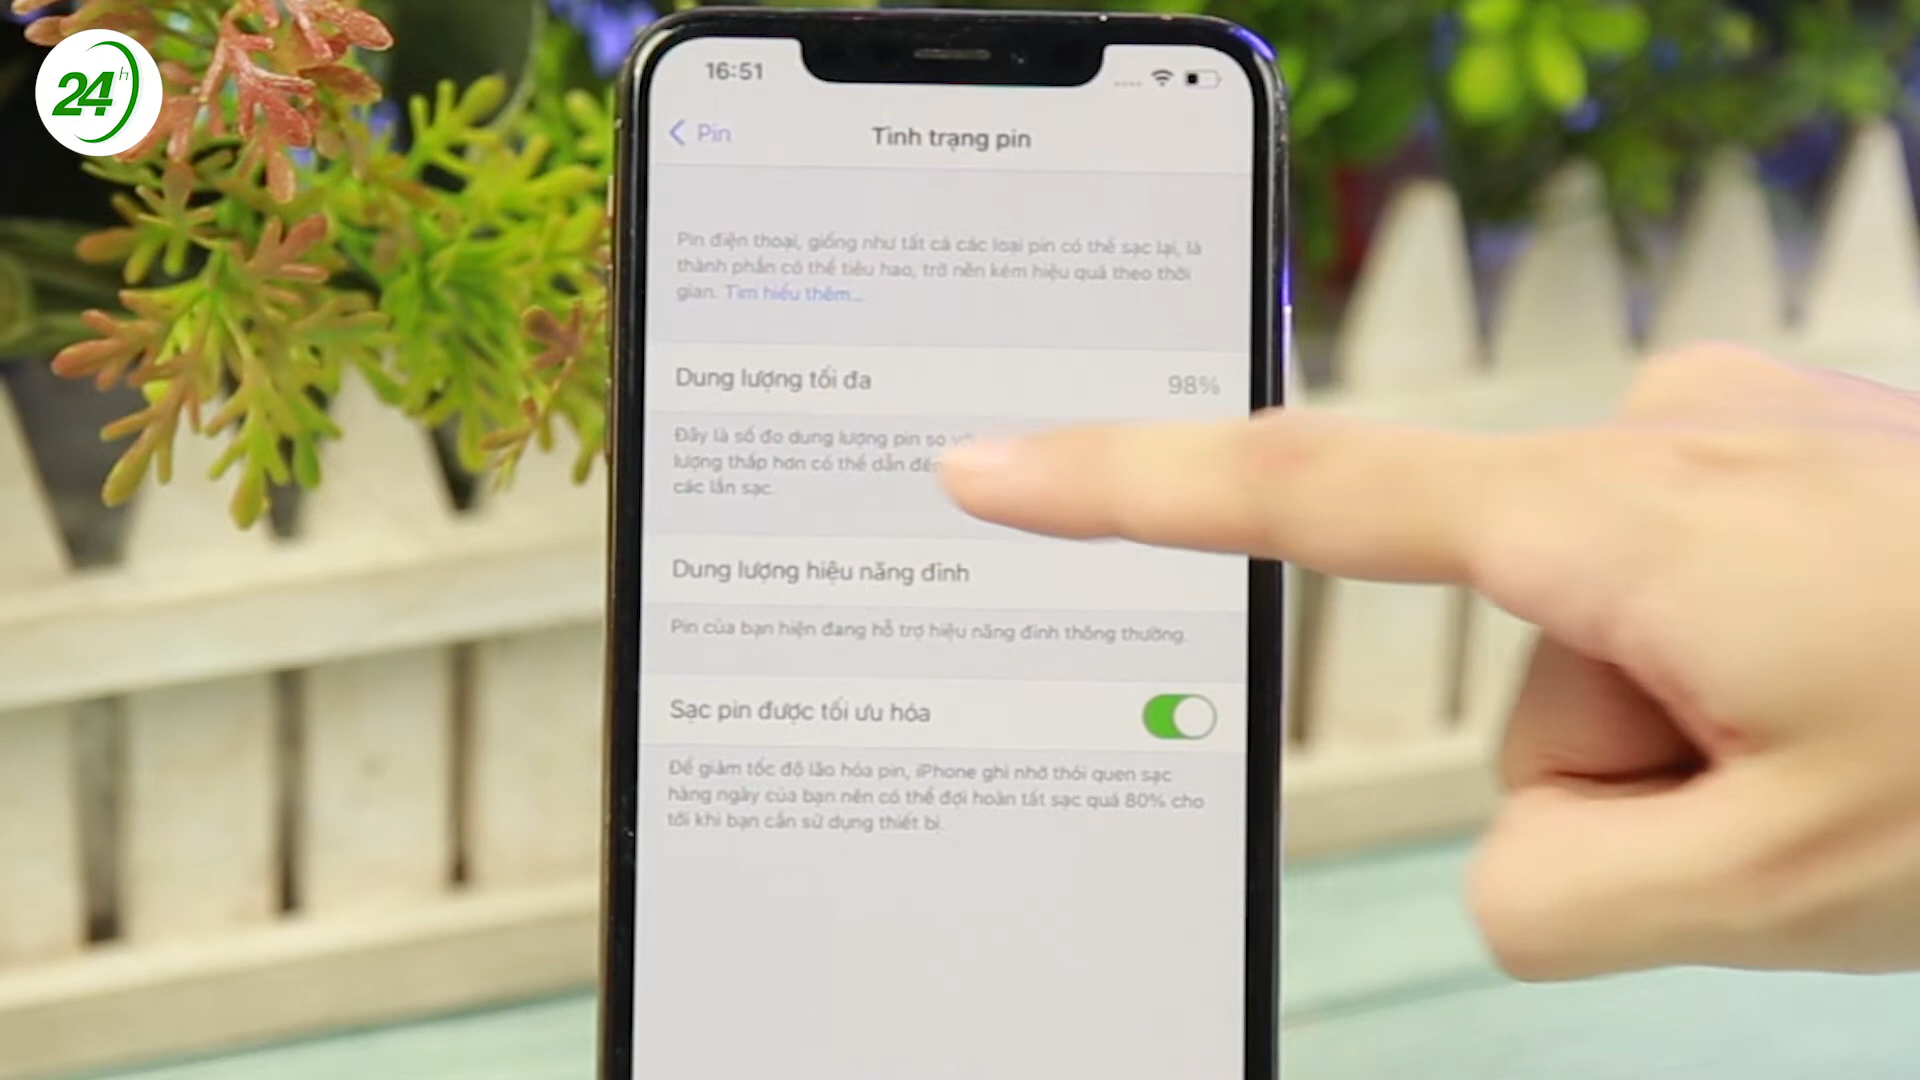 24h
16:51
Pin
Tình trạng pin
Pin điện thoại, giống như tất cả các loại pin có thể sạc lại, là
thành phần có thể tiêu hao, trở nên kém hiệu quả theo thời
gian. Tìm hiểu thêm...
Dung lượng tối đa 98%
Đây là số đo dung lượng pin so
lượng thấp hơn có thể dẫn đến
các lần sạc.
Dung lượng hiệu năng đỉnh
Pin của bạn hiện đang hỗ trợ hiệu năng đỉnh thông thường.
Sạc pin được tối ưu hóa
Để giảm tốc độ lão hóa pin, iPhone ghi nhớ thói quen sạc
hàng ngày của bạn nên có thể đợi hoàn tất sạc quá 80% cho
tới khi bạn cần sử dụng thiết bị.